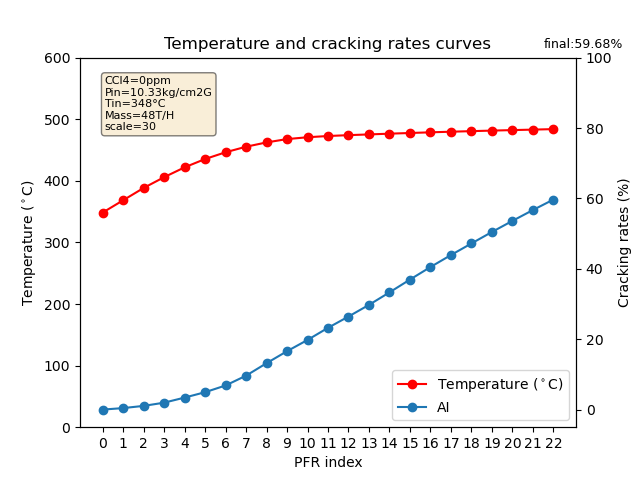 Temperature and cracking rates curves
final:59.68%
CCl4=0ppm
Pin=10.33kg/cm2G
Tin=348°C
Mass=48T/H
scale=30
600
500
400
300
200
100
0
Temperature (°C)
100
80
60
40
20
0
Cracking rates (%)
Temperature (°C)
AI
0 1 2 3 4 5 6 7 8 9 10 11 12 13 14 15 16 17 18 19 20 21 22
PFR index